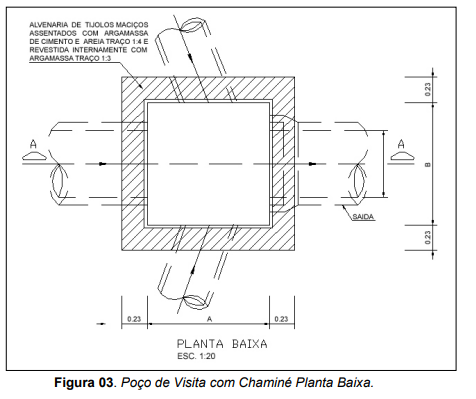 ALVENARIA DE TIJOLOS MACIÇOS
ASSENTADOS COM ARGAMASSA
DE CIMENTO E AREIA TRAÇO 1:4 E
REVESTIDA INTERNAMENTE COM
ARGAMASSA TRAÇO 1:3
0.23
A
A
B
SAIDA
0.23
0.23
A
0.23
PLANTA BAIXA
ESC. 1:20
Figura 03. Poço de Visita com Chaminé Planta Baixa.